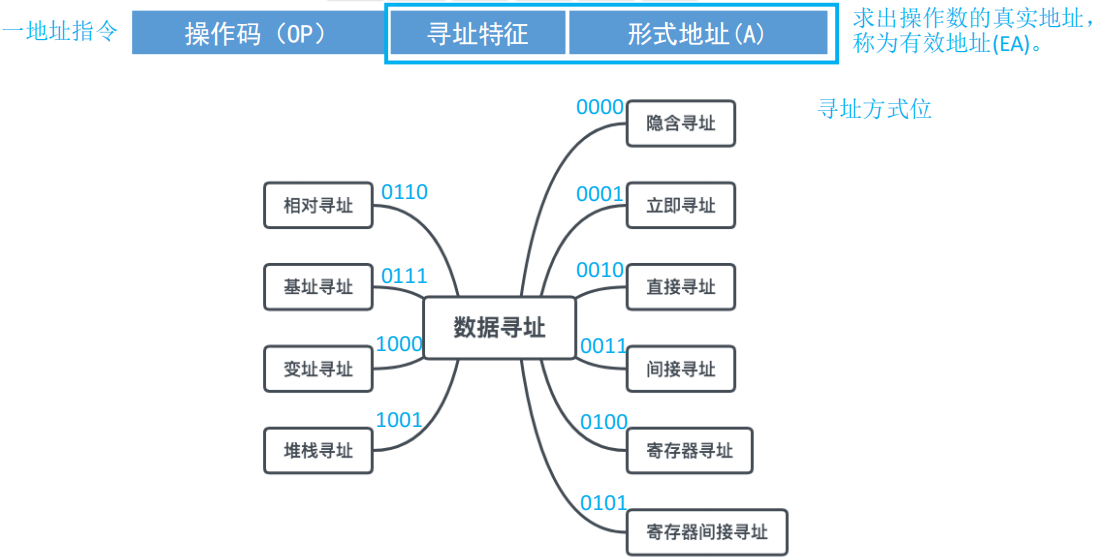 一地址指令
操作码（OP）
寻址特征
形式地址(A)
求出操作数的真实地址，
称为有效地址(EA)。
寻址方式位
0000
隐含寻址
0110
相对寻址
0001
立即寻址
0111
基址寻址
0010
直接寻址
数据寻址
1000
变址寻址
0011
间接寻址
1001
堆栈寻址
0100
寄存器寻址
0101
寄存器间接寻址